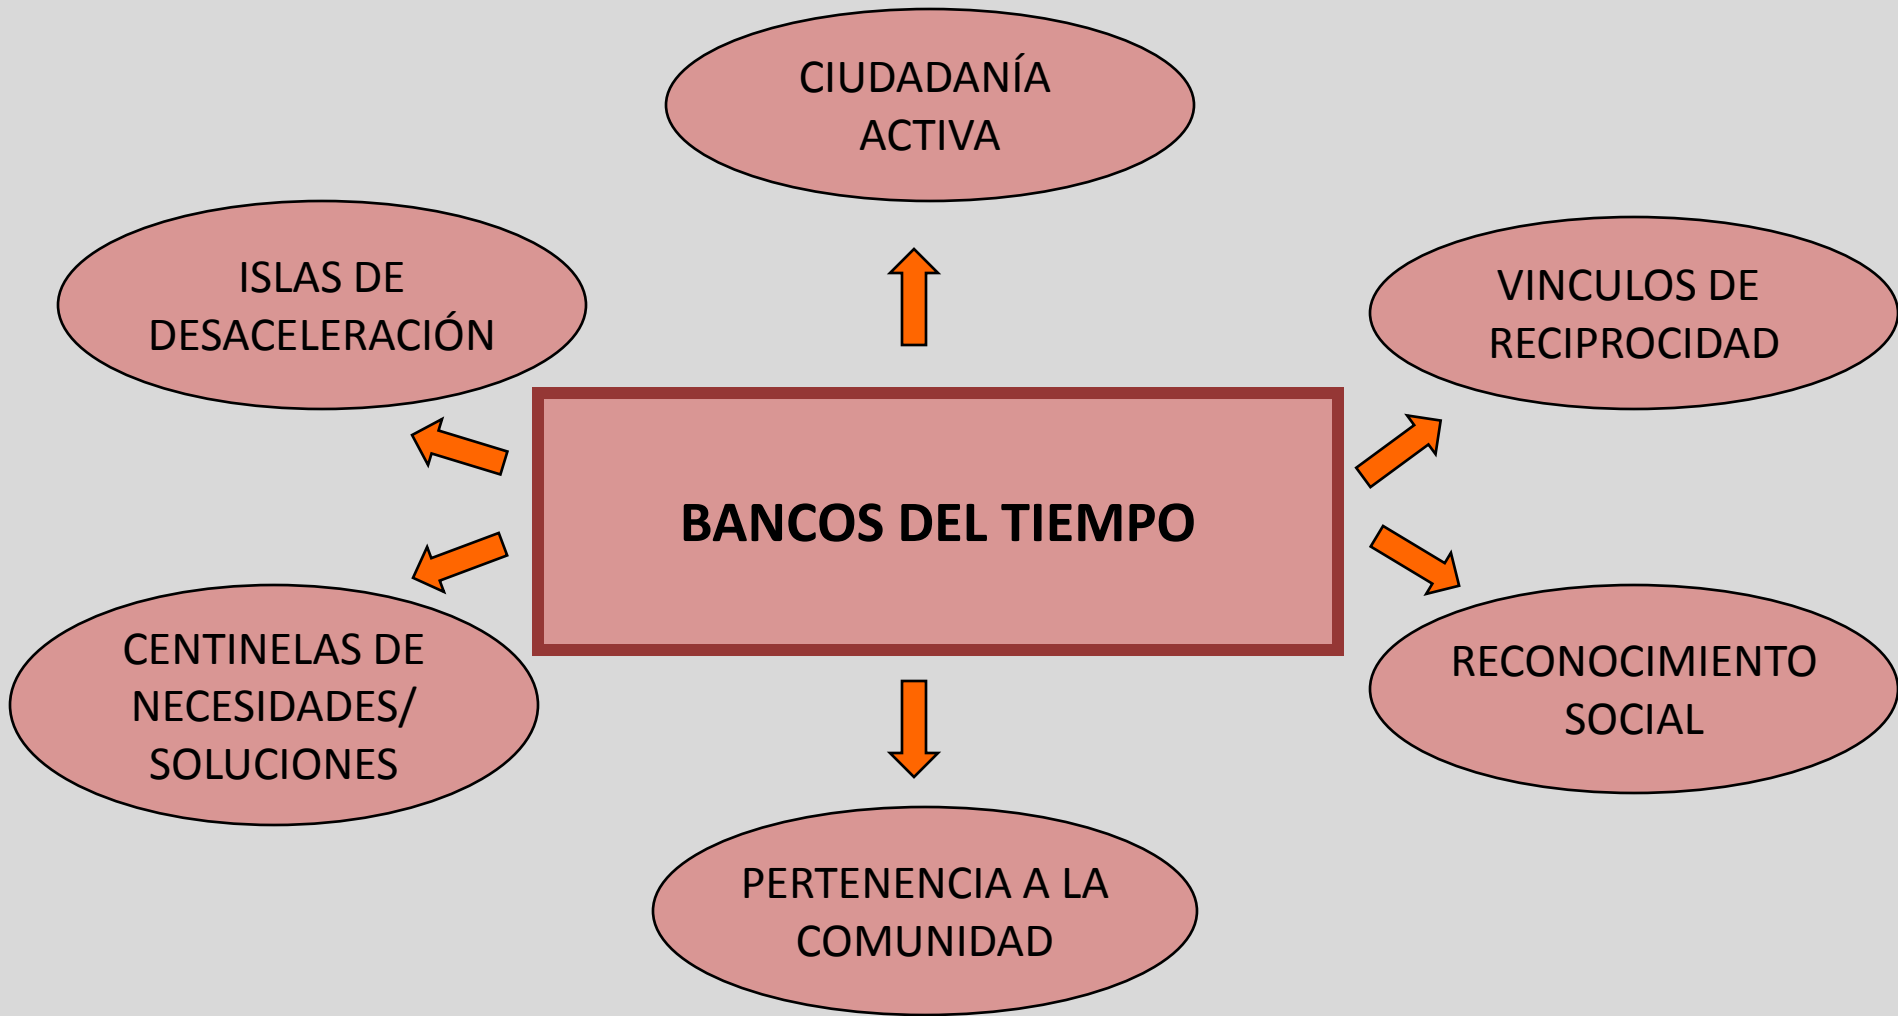 CIUDADANÍA
ACTIVA
ISLAS DE
DESACELERACIÓN
VINCULOS DE
RECIPROCIDAD
BANCOS DEL TIEMPO
CENTINELAS DE
NECESIDADES/
SOLUCIONES
RECONOCIMIENTO
SOCIAL
PERTENENCIA A LA
COMUNIDAD